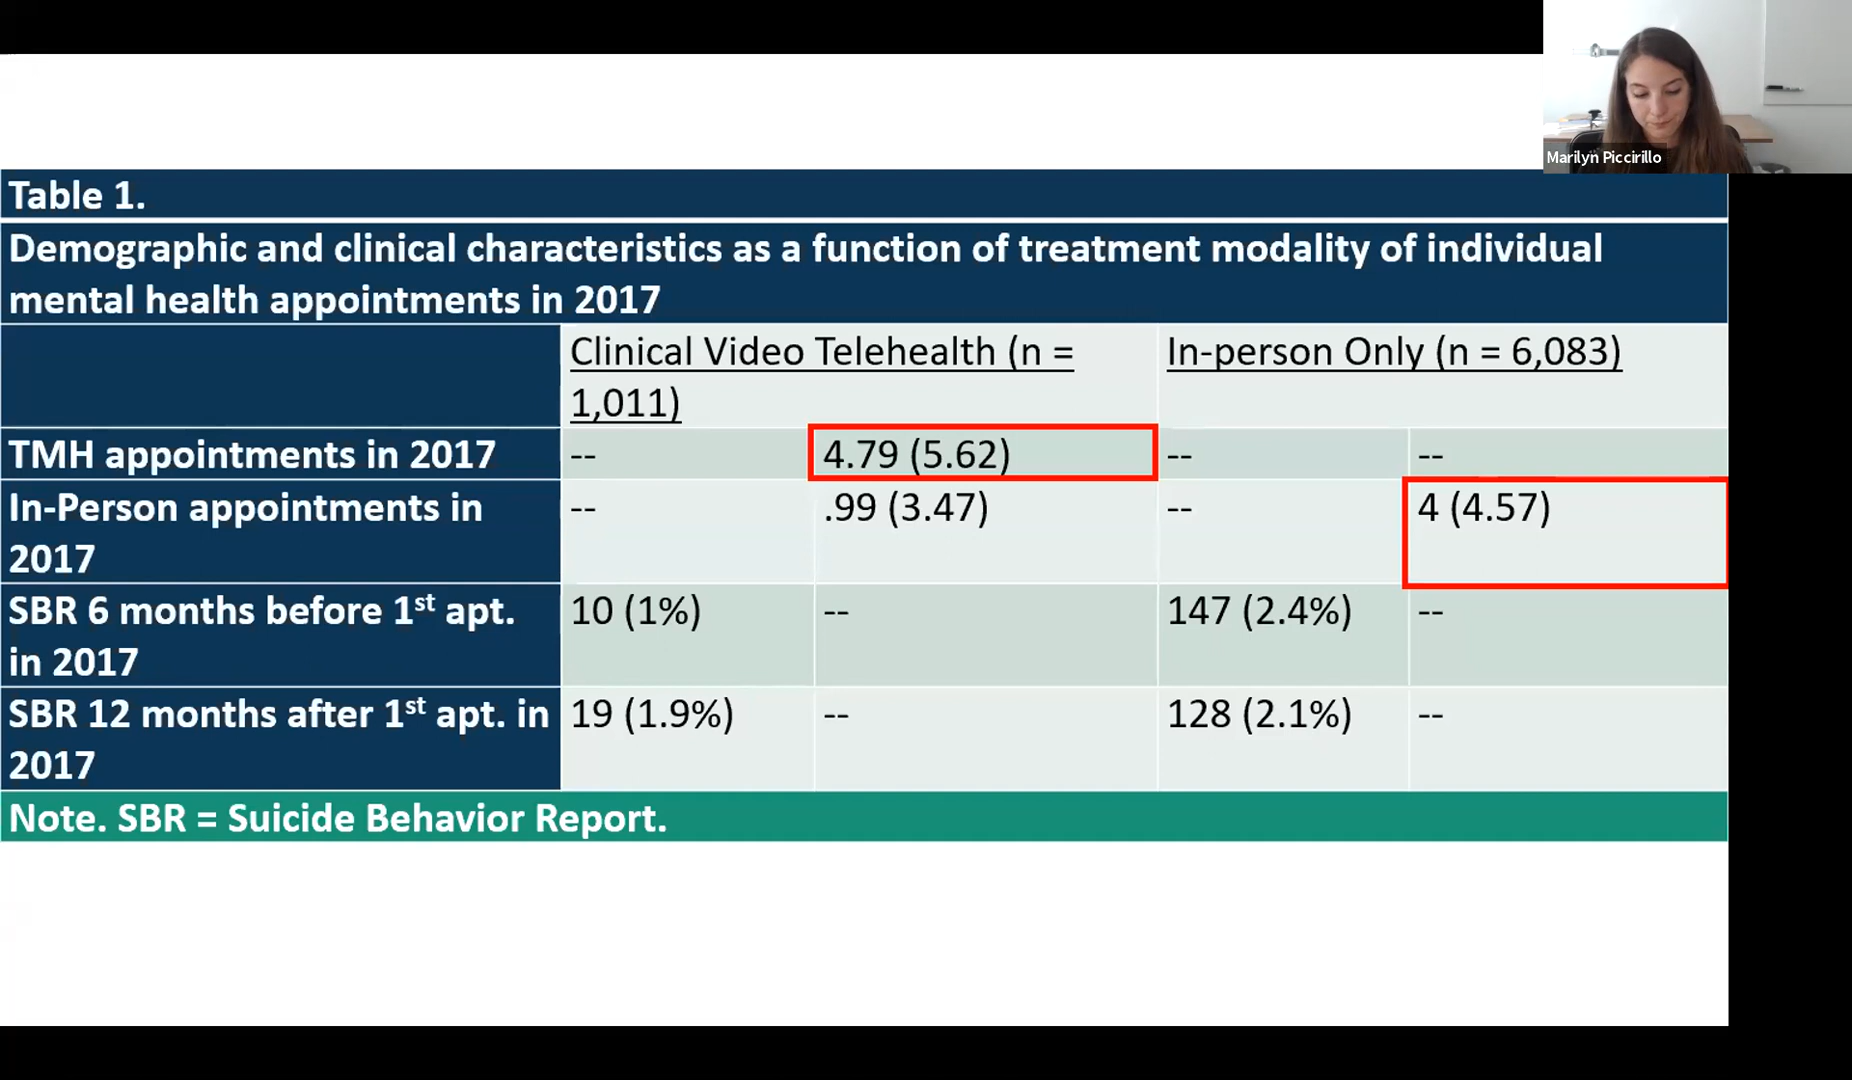 Marilyn Piccirillo
Table 1.
Demographic and clinical characteristics as a function of treatment modality of individual
mental health appointments in 2017
Clinical Video Telehealth (n =
1,011)
In-person Only (n = 6,083)
TMH appointments in 2017
--
4.79 (5.62)
--
--
In-Person appointments in
2017
--
.99 (3.47)
--
4 (4.57)
SBR 6 months before 1st apt.
in 2017
10 (1%)
--
147 (2.4%)
--
SBR 12 months after 1st apt. in
2017
19 (1.9%)
--
128 (2.1%)
--
Note. SBR = Suicide Behavior Report.